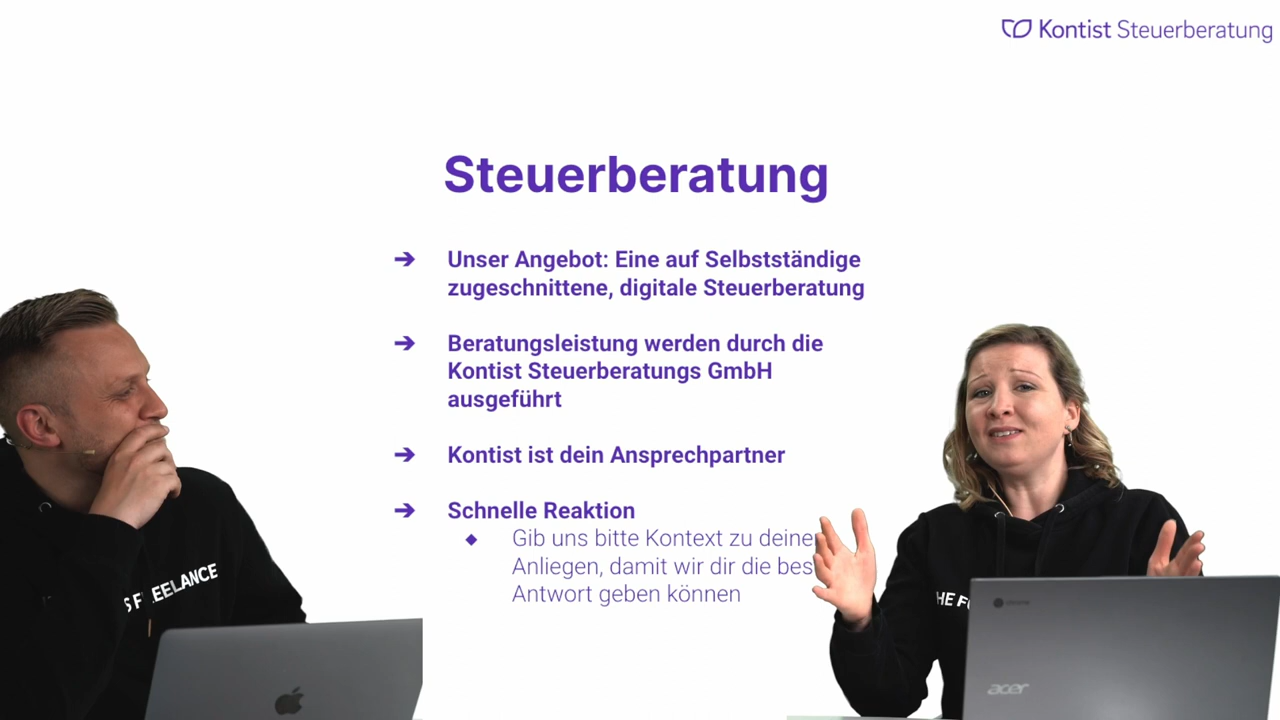 Kontist Steuerberatung
Steuerberatung
➔ Unser Angebot: Eine auf Selbstständige
zugeschnittene, digitale Steuerberatung
➔ Beratungsleistung werden durch die
Kontist Steuerberatungs GmbH
ausgeführt
➔ Kontist ist dein Ansprechpartner
➔ Schnelle Reaktion
◆ Gib uns bitte Kontext zu deine
Anliegen, damit wir dir die bes
Antwort geben können
HE
acer